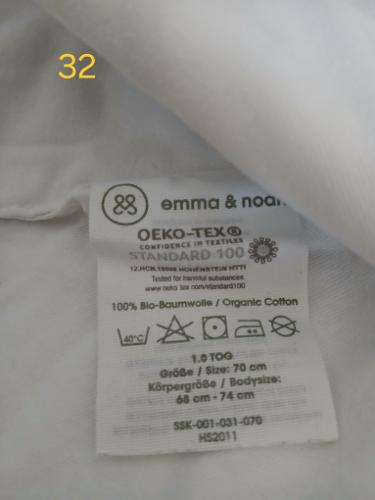 32
emma & noah
OEKO-TEX®
CONFIDENCE IN TEXTILES
STANDARD 100
HOHENSTEIN HTTI
Tested for harmful substances.
www.oeko-tex.com/standard100
100% Bio-Baumwolle / Organic Cotton
40°C
1.0 TOG
Größe / Size: 70 cm
Körpergröße / Bodysize:
68 cm - 74 cm
SSK-001-031-070
HS2011